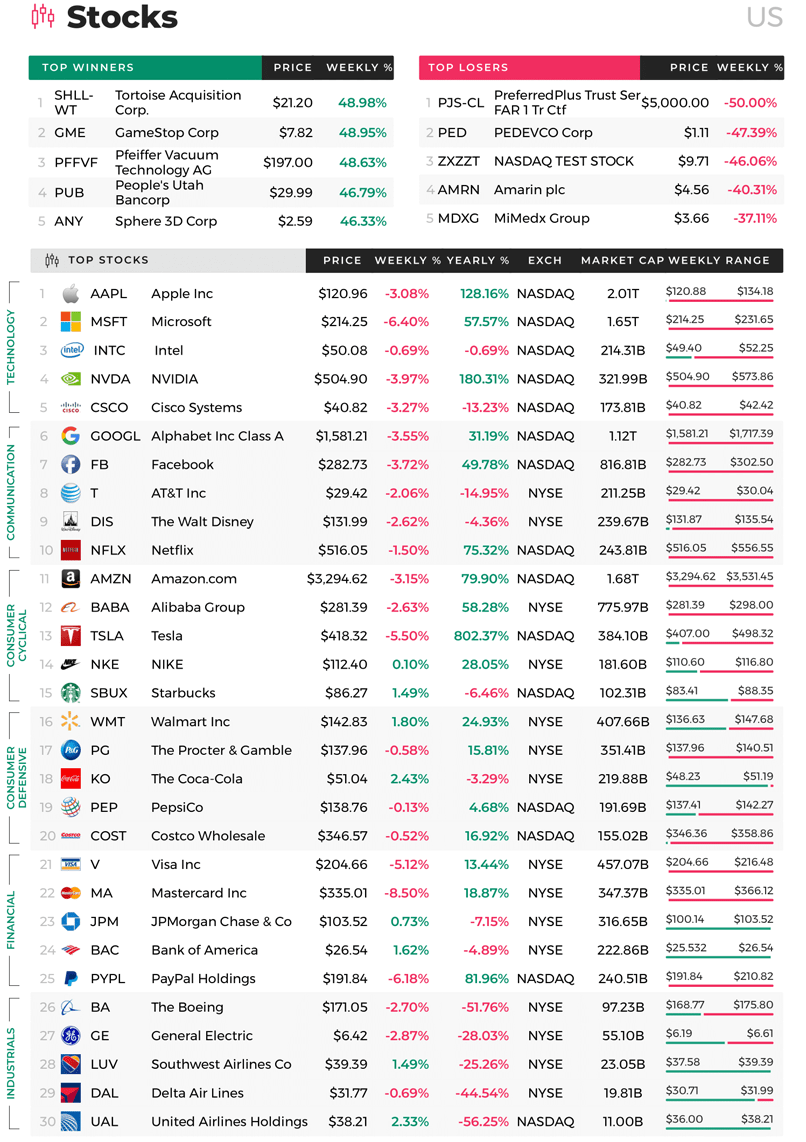 Stocks
US
TOP WINNERS PRICE WEEKLY %
1 SHLL-WT Tortoise Acquisition Corp. $21.20 48.98%
2 GME GameStop Corp $7.82 48.95%
3 PFFVF Pfeiffer Vacuum Technology AG $197.00 48.63%
4 PUB People's Utah Bancorp $29.99 46.79%
5 ANY Sphere 3D Corp $2.59 46.33%
TOP LOSERS PRICE WEEKLY %
1 PJS-CL PreferredPlus Trust Ser FAR 1 Tr Ctf $5,000.00 -50.00%
2 PED PEDEVCO Corp $1.11 -47.39%
3 ZXZZT NASDAQ TEST STOCK $9.71 -46.06%
4 AMRN Amarin plc $4.56 -40.31%
5 MDXG MiMedx Group $3.66 -37.11%
TOP STOCKS PRICE WEEKLY % YEARLY % EXCH MARKET CAP WEEKLY RANGE
TECHNOLOGY
1 AAPL Apple Inc $120.96 -3.08% 128.16% NASDAQ 2.01T $120.88 $134.18
2 MSFT Microsoft $214.25 -6.40% 57.57% NASDAQ 1.65T $214.25 $231.65
3 intel INTC Intel $50.08 -0.69% -0.69% NASDAQ 214.31B $49.40 $52.25
4 NVDA NVIDIA $504.90 -3.97% 180.31% NASDAQ 321.99B $504.90 $573.86
5 CISCO CSCO Cisco Systems $40.82 -3.27% -13.23% NASDAQ 173.81B $40.82 $42.42
COMMUNICATION
6 GOOGL Alphabet Inc Class A $1,581.21 -3.55% 31.19% NASDAQ 1.12T $1,581.21 $1,717.39
7 FB Facebook $282.73 -3.72% 49.78% NASDAQ 816.81B $282.73 $302.50
8 T AT&T Inc $29.42 -2.06% -14.95% NYSE 211.25B $29.42 $30.04
9 DIS The Walt Disney $131.99 -2.62% -4.36% NYSE 239.67B $131.87 $135.54
10 NETFLIX NFLX Netflix $516.05 -1.50% 75.32% NASDAQ 243.81B $516.05 $556.55
CONSUMER CYCLICAL
11 AMZN Amazon.com $3,294.62 -3.15% 79.90% NASDAQ 1.68T $3,294.62 $3,531.45
12 BABA Alibaba Group $281.39 -2.63% 58.28% NYSE 775.97B $281.39 $298.00
13 TSLA Tesla $418.32 -5.50% 802.37% NASDAQ 384.10B $407.00 $498.32
14 NKE NIKE $112.40 0.10% 28.05% NYSE 181.60B $110.60 $116.80
15 SBUX Starbucks $86.27 1.49% -6.46% NASDAQ 102.31B $83.41 $88.35
CONSUMER DEFENSIVE
16 WMT Walmart Inc $142.83 1.80% 24.93% NYSE 407.66B $136.63 $147.68
17 P&G PG The Procter & Gamble $137.96 -0.58% 15.81% NYSE 351.41B $137.96 $140.51
18 Coca-Cola KO The Coca-Cola $51.04 2.43% -3.29% NYSE 219.88B $48.23 $51.19
19 PEP PepsiCo $138.76 -0.13% 4.68% NASDAQ 191.69B $137.41 $142.27
20 COSTCO COST Costco Wholesale $346.57 -0.52% 16.92% NASDAQ 155.02B $346.36 $358.86
FINANCIAL
21 VISA V Visa Inc $204.66 -5.12% 13.44% NYSE 457.07B $204.66 $216.48
22 MA Mastercard Inc $335.01 -8.50% 18.87% NYSE 347.37B $335.01 $366.12
23 JPM JPMorgan Chase & Co $103.52 0.73% -7.15% NYSE 316.65B $100.14 $103.52
24 BAC Bank of America $26.54 1.62% -4.89% NYSE 222.86B $25.532 $26.54
25 PYPL PayPal Holdings $191.84 -6.18% 81.96% NASDAQ 240.51B $191.84 $210.82
INDUSTRIALS
26 BA The Boeing $171.05 -2.70% -51.76% NYSE 97.23B $168.77 $175.80
27 GE General Electric $6.42 -2.87% -28.03% NYSE 55.10B $6.19 $6.61
28 LUV Southwest Airlines Co $39.39 1.49% -25.26% NYSE 23.05B $37.58 $39.39
29 DAL Delta Air Lines $31.77 -0.69% -44.54% NYSE 19.81B $30.71 $31.99
30 UAL United Airlines Holdings $38.21 2.33% -56.25% NASDAQ 11.00B $36.00 $38.21